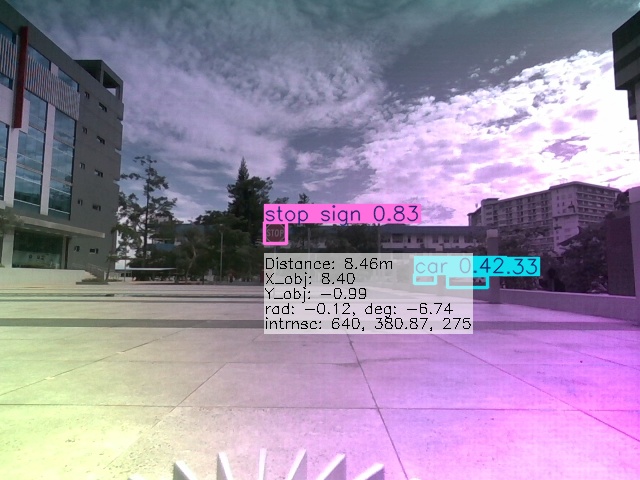 stop sign 0.83
STOP
Distance: 8.46m
X_obj: 8.40
Y_obj: -0.99
rad: -0.12, deg: -6.74
intrnsc: 640, 380.87, 275
car 0.42.33